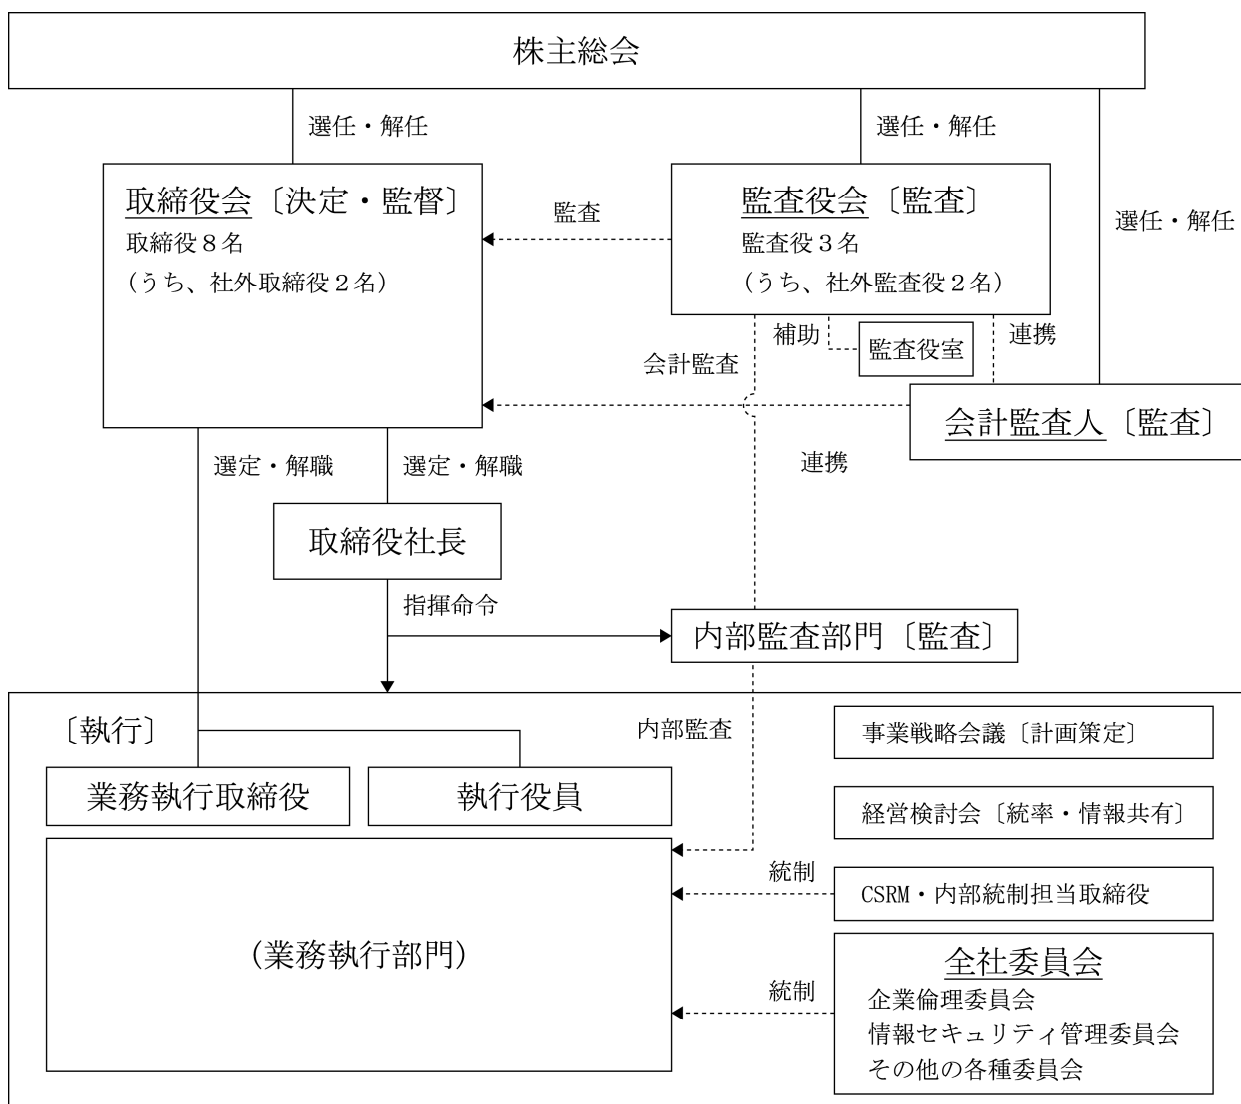 株主総会
選任・解任
選任・解任
選任・解任
取締役会〔決定・監督〕
取締役８名
（うち、社外取締役２名）
監査
監査役会〔監査〕
監査役３名
（うち、社外監査役２名）
補助
監査役室
連携
会計監査
会計監査人〔監査〕
選定・解職
選定・解職
連携
取締役社長
指揮命令
内部監査部門〔監査〕
〔執行〕
内部監査
事業戦略会議〔計画策定〕
業務執行取締役
執行役員
経営検討会〔統率・情報共有〕
統制
CSRM・内部統制担当取締役
（業務執行部門）
統制
全社委員会
企業倫理委員会
情報セキュリティ管理委員会
その他の各種委員会